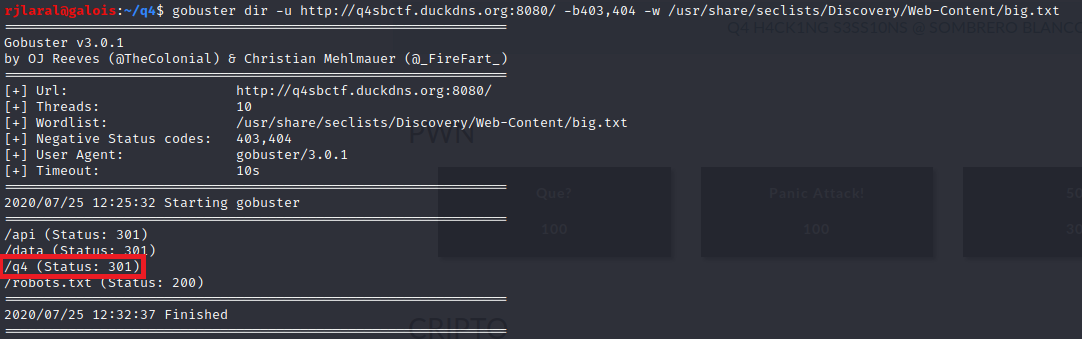 rjlaral@galois:~/q4$ gobuster dir -u http://q4sbctf.duckdns.org:8080/ -b403,404 -w /usr/share/seclists/Discovery/Web-Content/big.txt
===============================================================
Gobuster v3.0.1
by OJ Reeves (@TheColonial) & Christian Mehlmauer (@_FireFart_)
===============================================================
[+] Url:                     http://q4sbctf.duckdns.org:8080/
[+] Threads:                 10
[+] Wordlist:                /usr/share/seclists/Discovery/Web-Content/big.txt
[+] Negative Status codes:   403,404
[+] User Agent:              gobuster/3.0.1
[+] Timeout:                 10s
===============================================================
2020/07/25 12:25:32 Starting gobuster
===============================================================
/api (Status: 301)
/data (Status: 301)
/q4 (Status: 301)
/robots.txt (Status: 200)
===============================================================
2020/07/25 12:32:37 Finished
===============================================================
Q4 H4CK1NG S3SS10NS @ SOMBRERO BLANCO
PWN
Que?
100
Panic Attack!
100
CRIPTO